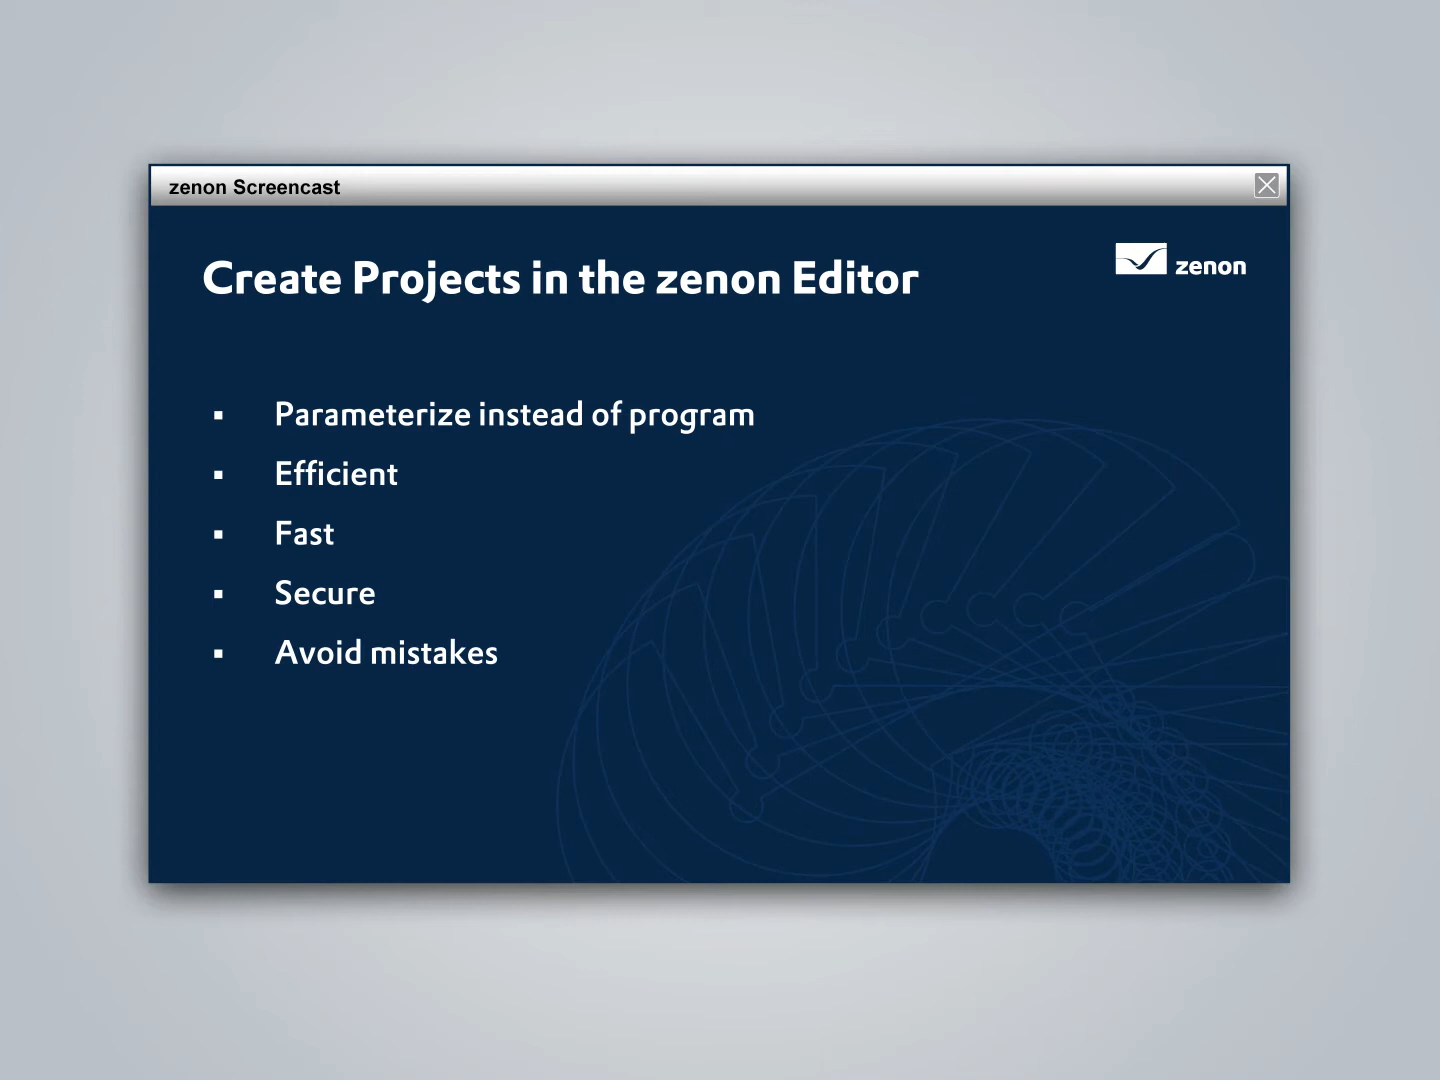 zenon Screencast
Create Projects in the zenon Editor
zenon
▪ Parameterize instead of program
▪ Efficient
▪ Fast
▪ Secure
▪ Avoid mistakes